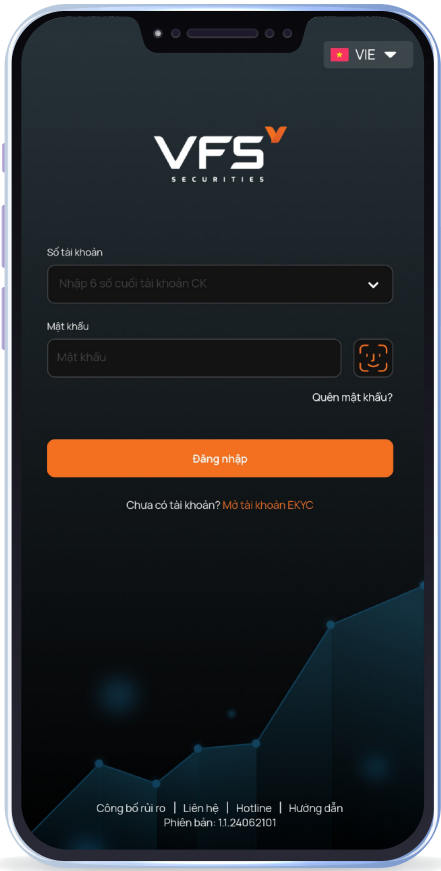 VIE
VFS
SECURITIES
Số tài khoản
Nhập 6 số cuối tài khoản CK
Mật khẩu
Mật khẩu
Quên mật khẩu?
Đăng nhập
Chưa có tài khoản? Mở tài khoản EKYC
Công bố rủi ro | Liên hệ | Hotline | Hướng dẫn
Phiên bản: 1.1.24062101